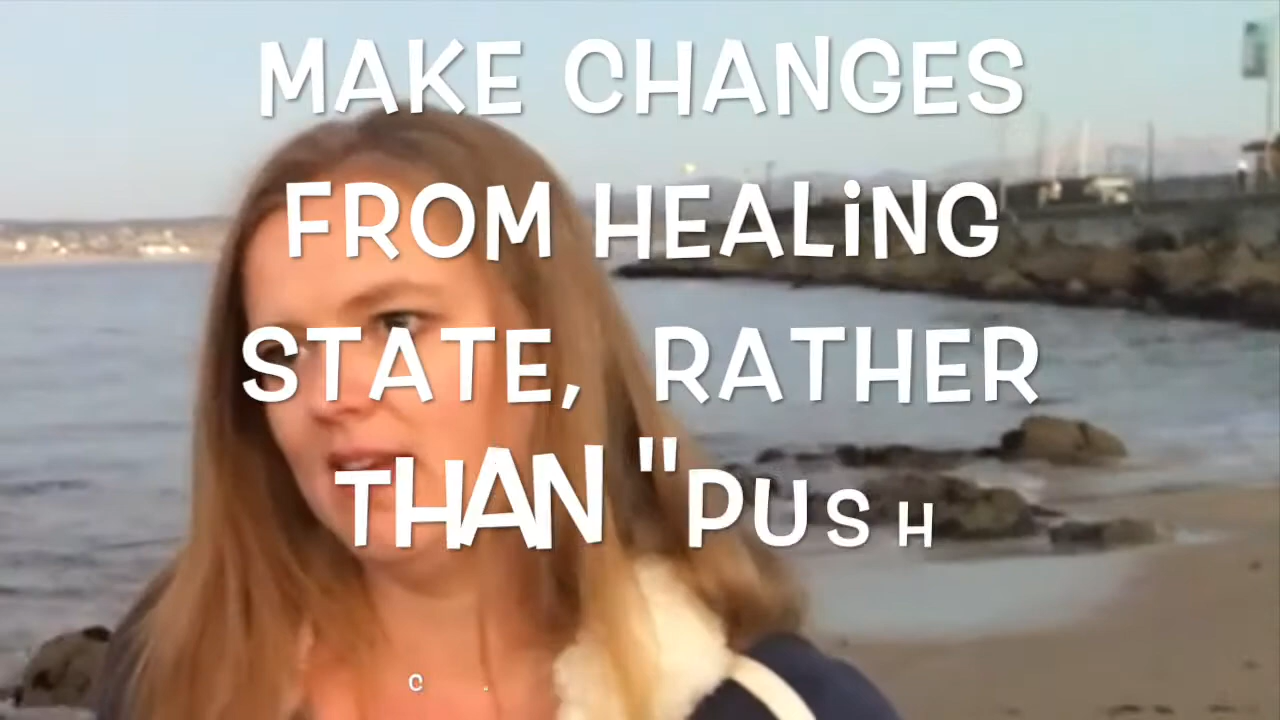 MAKE CHANGES
FROM HEALiNG
STATE, RATHER
THAN "PUSH
C